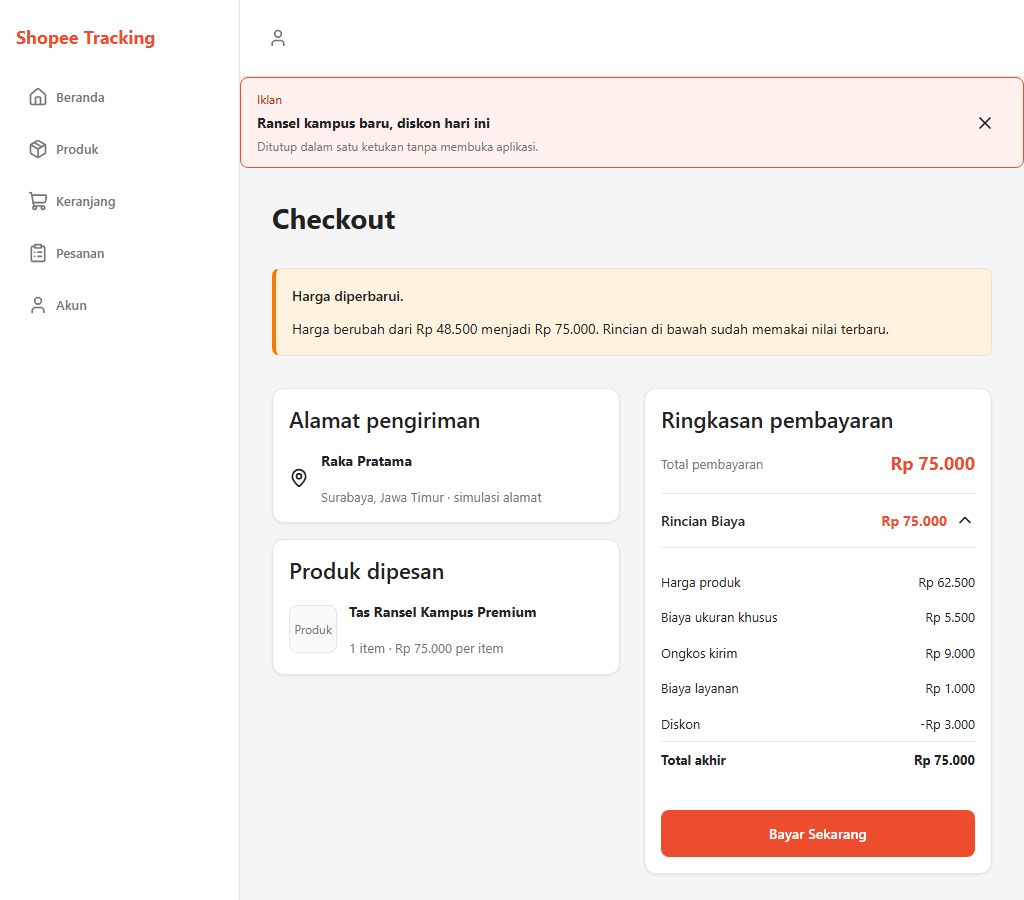 Shopee Tracking
Beranda
Produk
Keranjang
Pesanan
Akun
Iklan
Ransel kampus baru, diskon hari ini
Ditutup dalam satu ketukan tanpa membuka aplikasi.
Checkout
Harga diperbarui.
Harga berubah dari Rp 48.500 menjadi Rp 75.000. Rincian di bawah sudah memakai nilai terbaru.
Alamat pengiriman
Raka Pratama
Surabaya, Jawa Timur · simulasi alamat
Produk dipesan
Produk
Tas Ransel Kampus Premium
1 item · Rp 75.000 per item
Ringkasan pembayaran
Total pembayaran Rp 75.000
Rincian Biaya Rp 75.000
Harga produk Rp 62.500
Biaya ukuran khusus Rp 5.500
Ongkos kirim Rp 9.000
Biaya layanan Rp 1.000
Diskon -Rp 3.000
Total akhir Rp 75.000
Bayar Sekarang